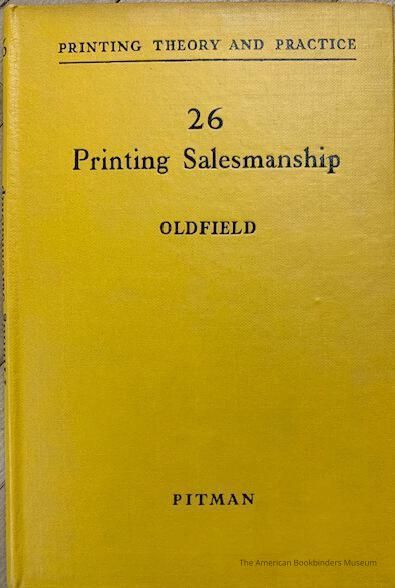 PRINTING THEORY AND PRACTICE
26
Printing Salesmanship
OLDFIELD
PITMAN
The American Bookbinders Museum